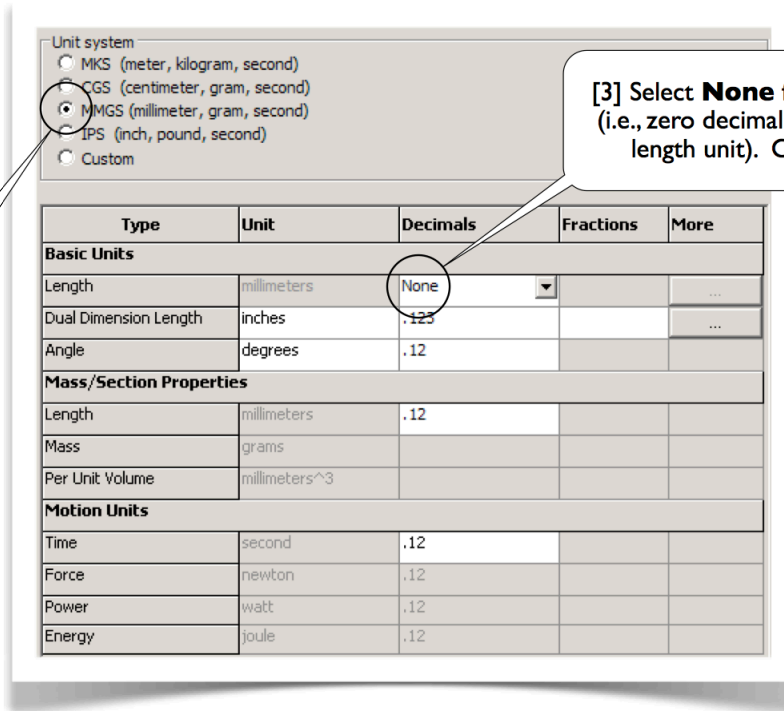 Unit system
MKS (meter, kilogram, second)
CGS (centimeter, gram, second)
MMGS (millimeter, gram, second)
IPS (inch, pound, second)
Custom
[3] Select None
(i.e., zero decimal
length unit).
Type Unit Decimals Fractions More
Basic Units
Length millimeters None ...
Dual Dimension Length inches .123 ...
Angle degrees .12
Mass/Section Properties
Length millimeters .12
Mass grams
Per Unit Volume millimeters^3
Motion Units
Time second .12
Force newton .12
Power watt .12
Energy joule .12